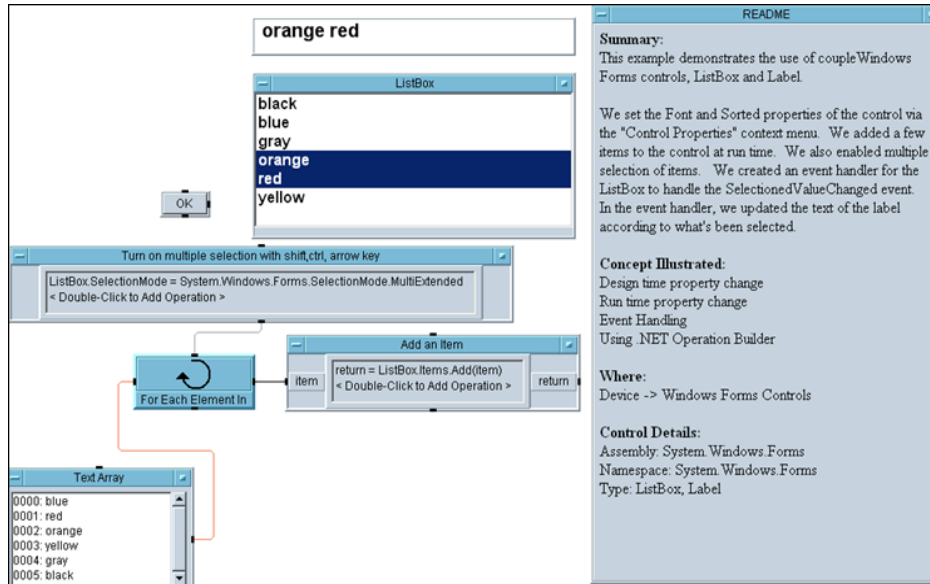 orange red
ListBox
black
blue
gray
orange
red
yellow
OK
Turn on multiple selection with shift,ctrl, arrow key
ListBox.SelectionMode = System.Windows.Forms.SelectionMode.MultiExtended
< Double-Click to Add Operation >
For Each Element In
Add an Item
item
return = ListBox.Items.Add(item)
< Double-Click to Add Operation >
return
Text Array
0000: blue
0001: red
0002: orange
0003: yellow
0004: gray
0005: black
README
Summary:
This example demonstrates the use of coupleWindows
Forms controls, ListBox and Label.
We set the Font and Sorted properties of the control via
the "Control Properties" context menu. We added a few
items to the control at run time. We also enabled multiple
selection of items. We created an event handler for the
ListBox to handle the SelectionedValueChanged event.
In the event handler, we updated the text of the label
according to what's been selected.
Concept Illustrated:
Design time property change
Run time property change
Event Handling
Using .NET Operation Builder
Where:
Device -> Windows Forms Controls
Control Details:
Assembly: System.Windows.Forms
Namespace: System.Windows.Forms
Type: ListBox, Label